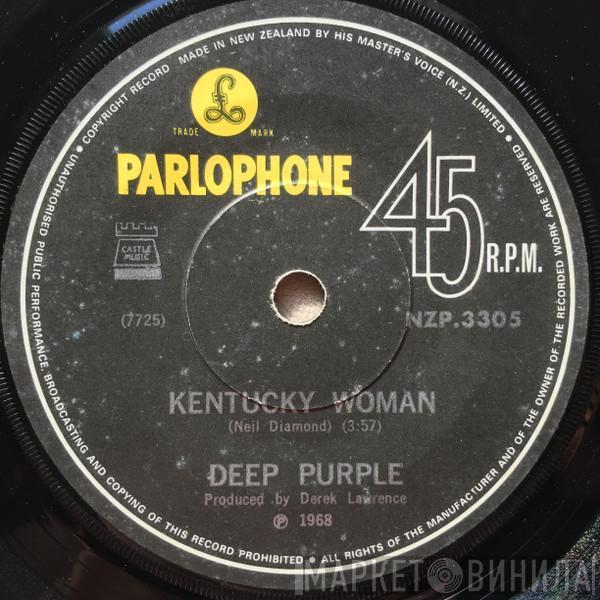 UNAUTHORISED PUBLIC PERFORMANCE, BROADCASTING AND COPYING OF THIS RECORD PROHIBITED • ALL RIGHTS OF THE MANUFACTURER AND OF THE OWNER OF THE RECORDED WORK ARE RESERVED • COPYRIGHT RECORD MADE IN NEW ZEALAND BY HIS MASTER'S VOICE (N.Z.) LIMITED •
£
TRADE MARK
PARLOPHONE
45 R.P.M.
CASTLE MUSIC
(7725)
NZP.3305
KENTUCKY WOMAN
(Neil Diamond) (3:57)
DEEP PURPLE
Produced by Derek Lawrence
℗ 1968
МАРКЕТ ВИНИЛА